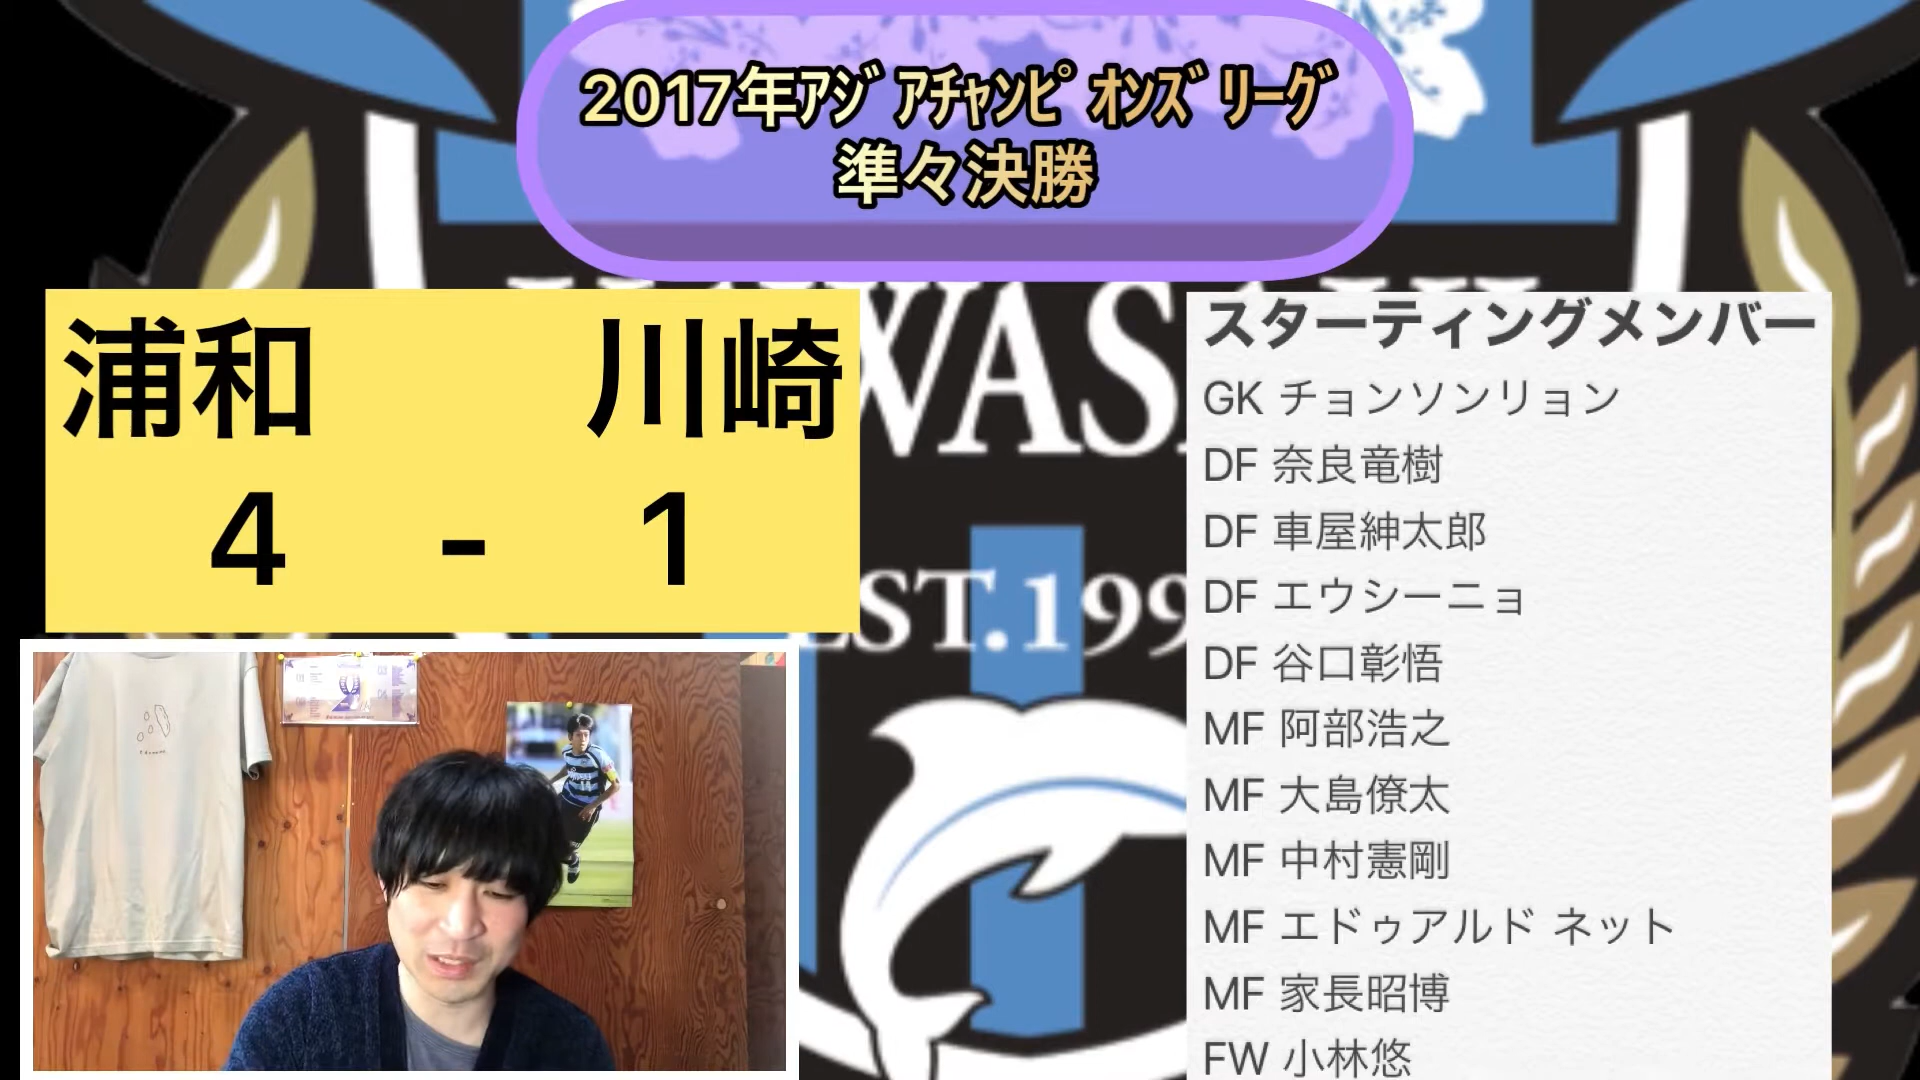 2017年ｱｼﾞｱﾁｬﾝﾋﾟｵﾝｽﾞﾘｰｸﾞ
準々決勝
浦和 川崎
4 - 1
WAS
EST.199
スターティングメンバー
GK チョンソンリョン
DF 奈良竜樹
DF 車屋紳太郎
DF エウシーニョ
DF 谷口彰悟
MF 阿部浩之
MF 大島僚太
MF 中村憲剛
MF エドゥアルド ネット
MF 家長昭博
FW 小林悠